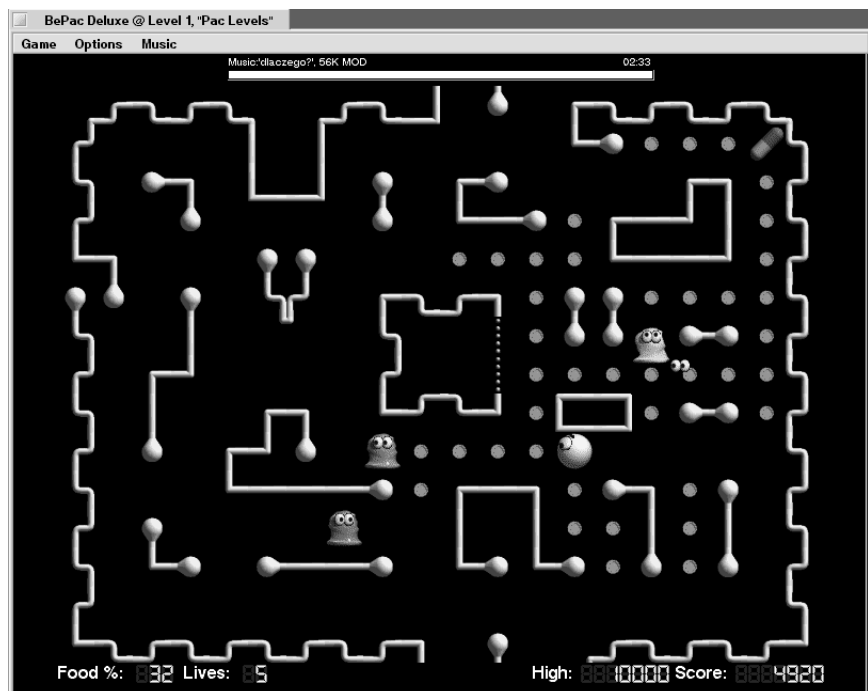 BePac Deluxe @ Level 1, "Pac Levels"
Game Options Music
Music:'dlaczego?', 56K MOD 02:33
Food %: 32 Lives: 5 High: 10000 Score: 4920